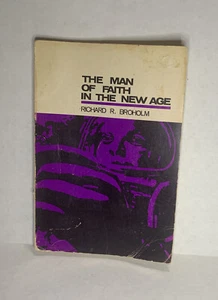 THE MAN
OF FAITH
IN THE NEW AGE
RICHARD R. BROHOLM